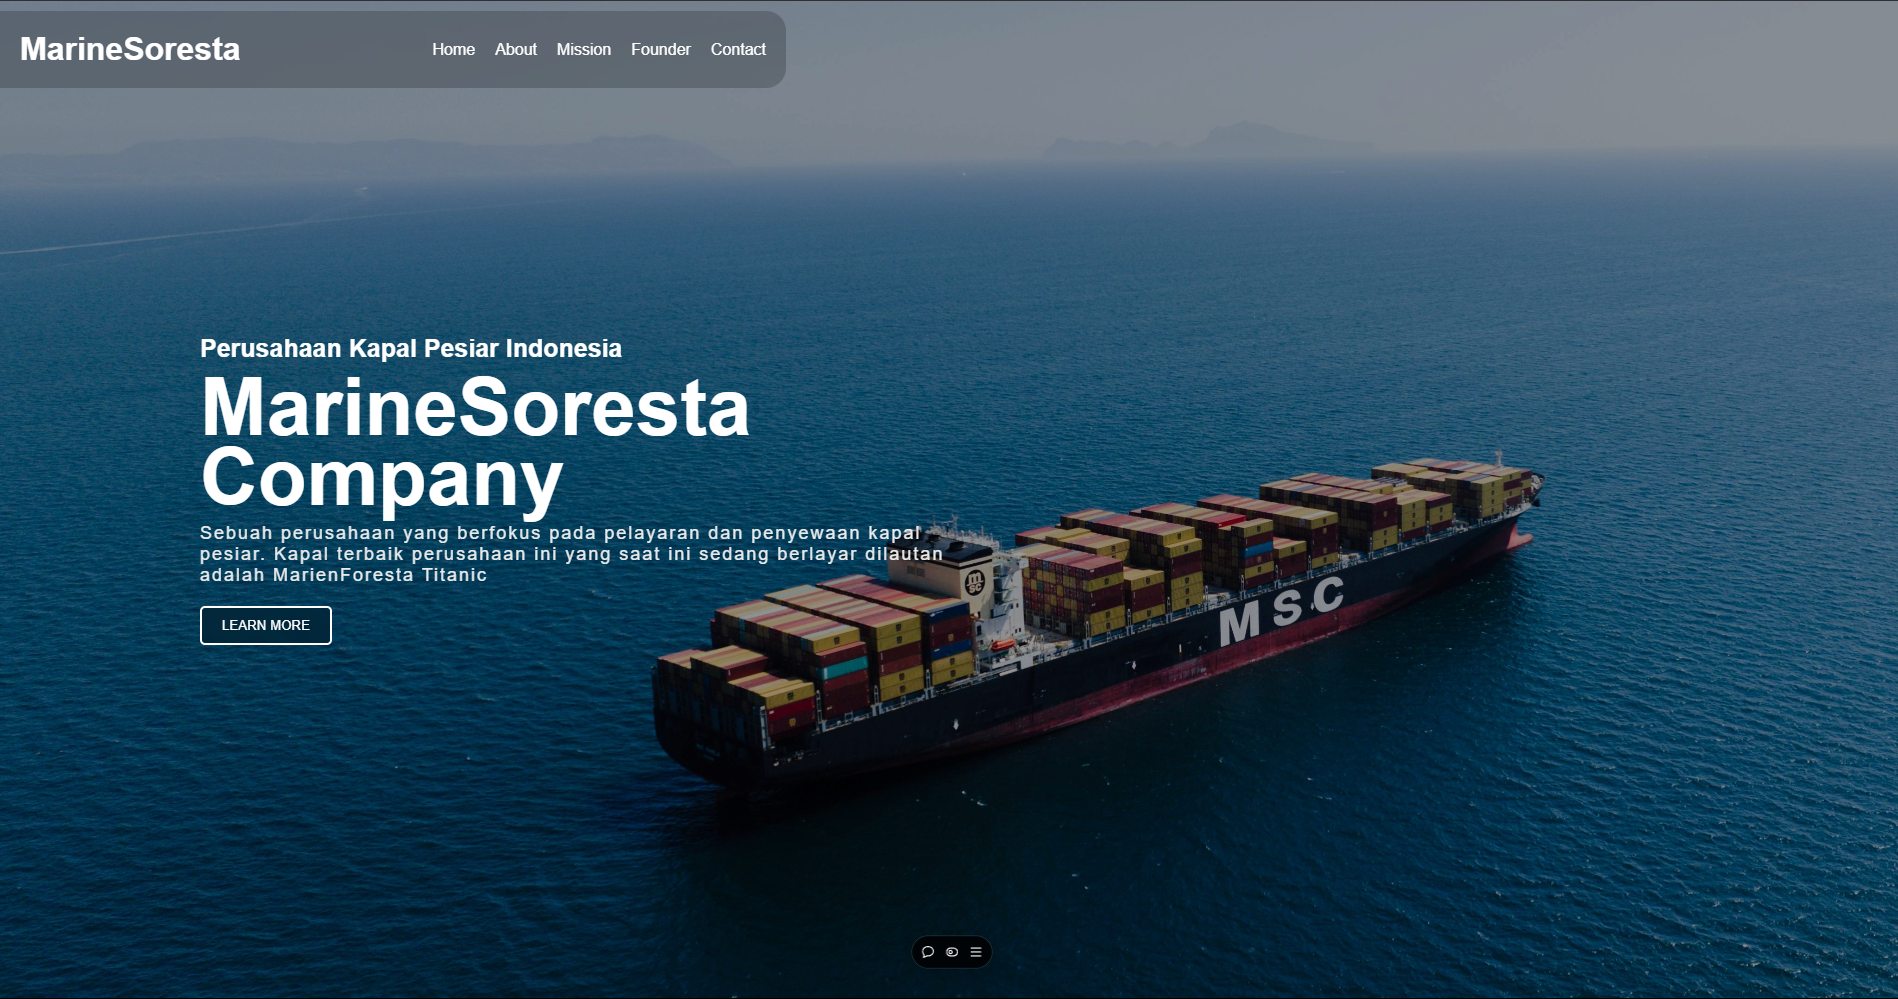 MarineSoresta
Home About Mission Founder Contact
Perusahaan Kapal Pesiar Indonesia
MarineSoresta
Company
Sebuah perusahaan yang berfokus pada pelayaran dan penyewaan kapal
pesiar. Kapal terbaik perusahaan ini yang saat ini sedang berlayar dilautan
adalah MarienForesta Titanic
LEARN MORE
msc
MSC